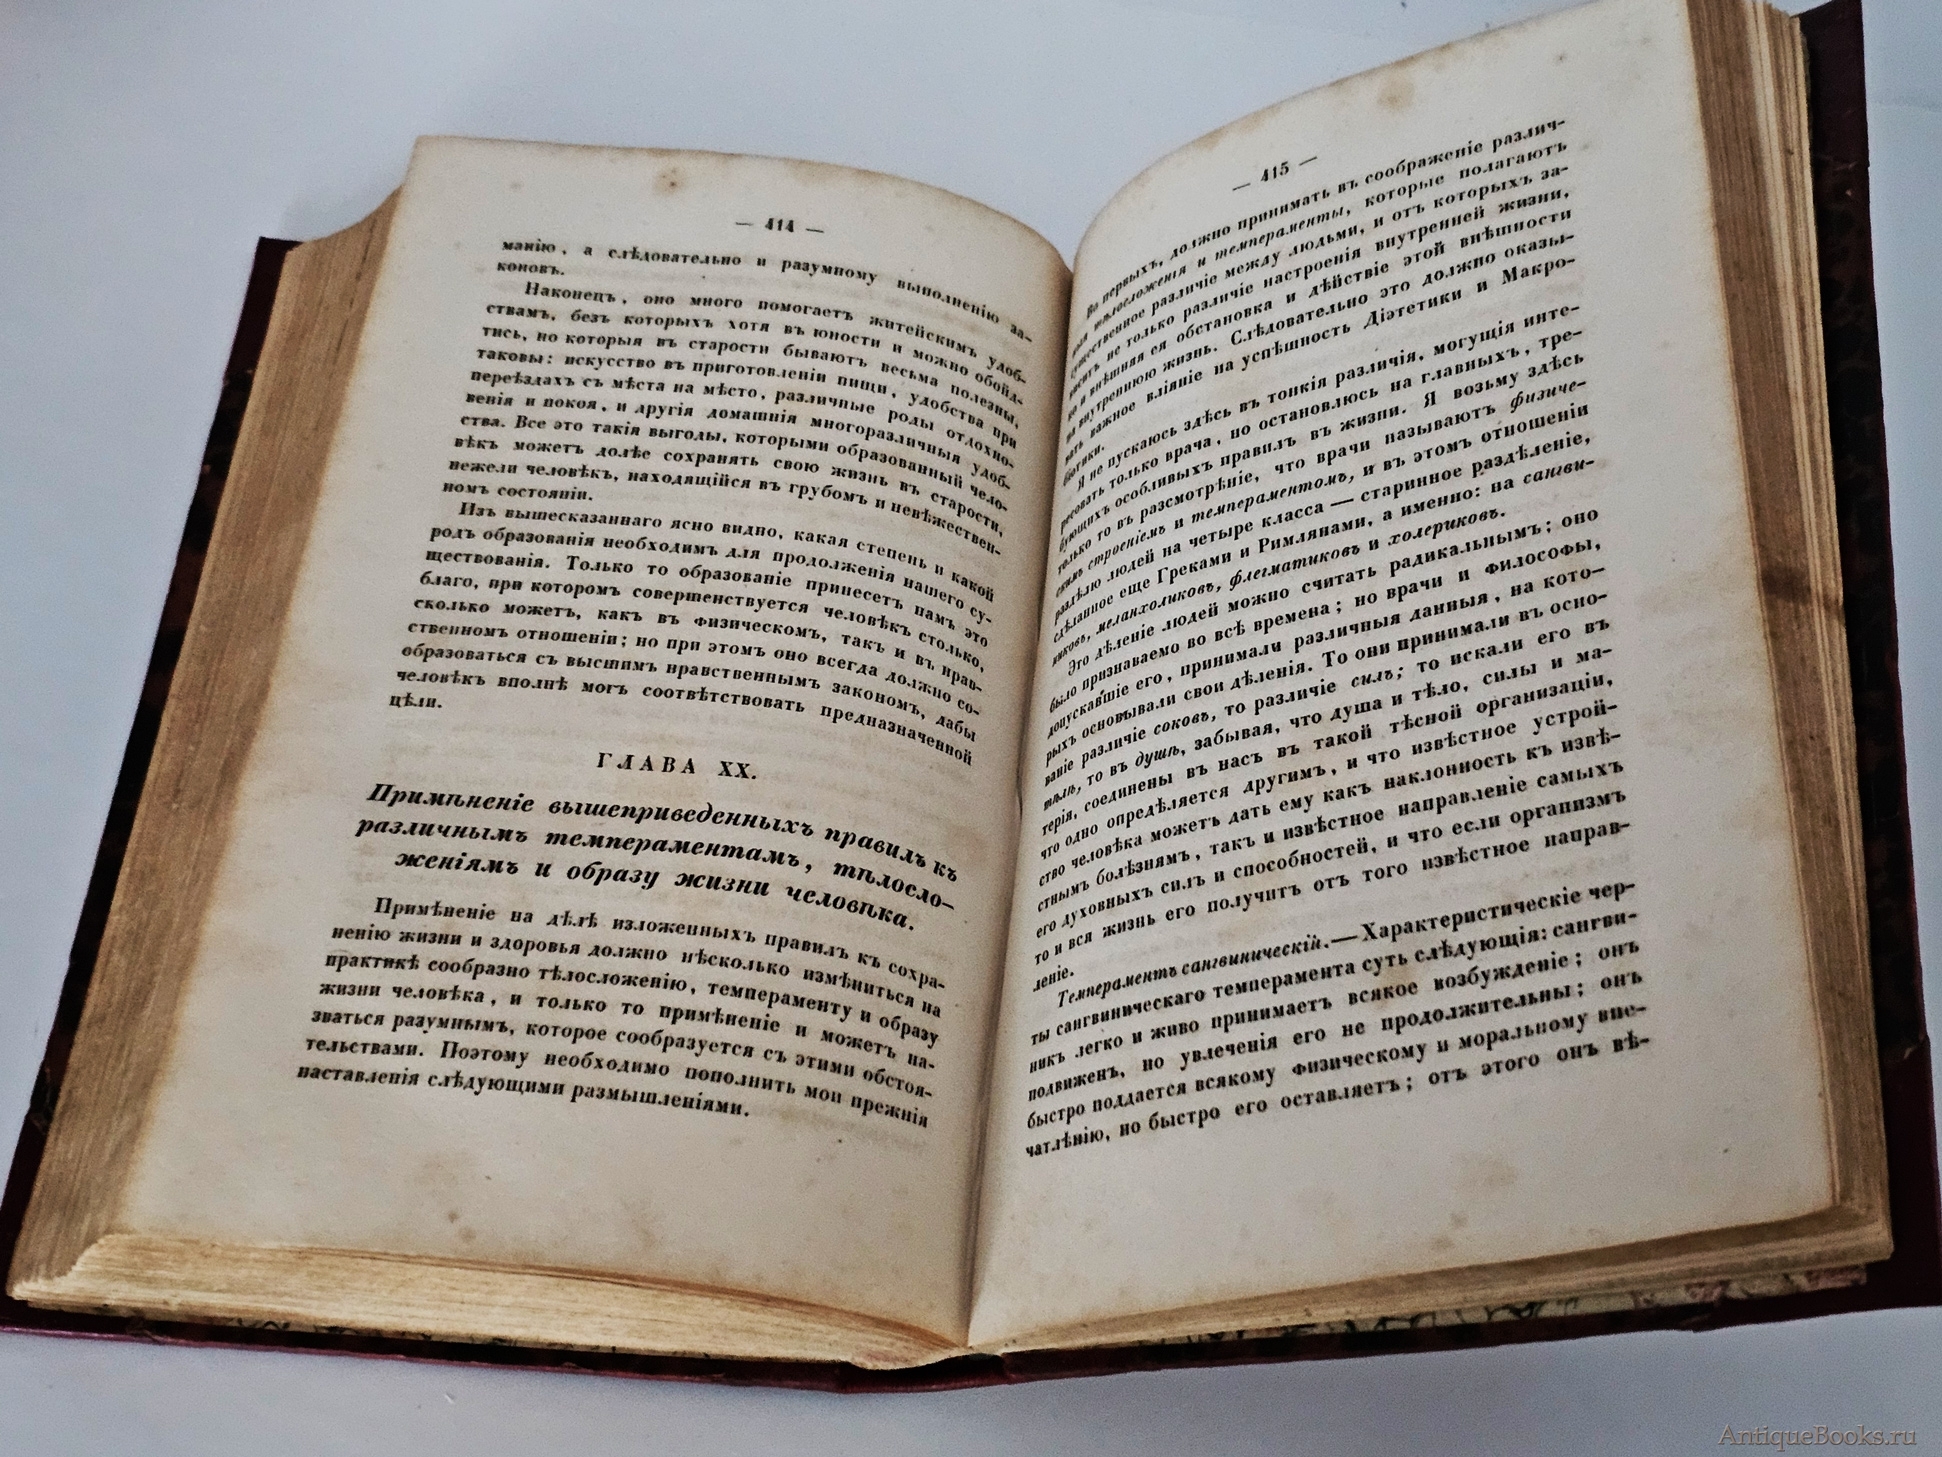 — 414 —
манію, а слѣдовательно и разумному выполненію за-
коновъ.
Наконецъ, оно много помогаетъ житейскимъ удоб-
ствамъ, безъ которыхъ хотя въ юности и можно обойд-
тись, но которыя въ старости бываютъ весьма полезны,
таковы: искусство въ приготовленіи пищи, удобства при
переѣздахъ съ мѣста на мѣсто, различные роды отдохно-
венія и покоя, и другія домашнія многоразличныя удоб-
ства. Все это такія выгоды, которыми образованный чело-
вѣкъ можетъ долѣе сохранять свою жизнь въ старости,
нежели человѣкъ, находящійся въ грубомъ и невѣжествен-
номъ состояніи.
Изъ вышесказаннаго ясно видно, какая степень и какой
родъ образованія необходимъ для продолженія нашего су-
ществованія. Только то образованіе принесетъ намъ это
благо, при которомъ совершенствуется человѣкъ столько,
сколько можетъ, какъ въ физическомъ, такъ и въ нрав-
ственномъ отношеніи; но при этомъ оно всегда должно со-
образоваться съ высшимъ нравственнымъ закономъ, дабы
человѣкъ вполнѣ могъ соотвѣтствовать предназначенной
цѣли.
ГЛАВА XX.
Примѣненіе вышеприведенныхъ правилъ къ
различнымъ темпераментамъ, тѣлосло-
женіямъ и образу жизни человѣка.
Примѣненіе на дѣлѣ изложенныхъ правилъ къ сохра-
ненію жизни и здоровья должно нѣсколько измѣниться на
практикѣ сообразно тѣлосложенію, темпераменту и образу
жизни человѣка, и только то примѣненіе и можетъ на-
зваться разумнымъ, которое сообразуется съ этими обстоя-
тельствами. Поэтому необходимо пополнить мои прежнія
наставленія слѣдующими размышленіями.
— 415 —
Во первыхъ, должно принимать въ соображеніе различ-
ныя тѣлосложенія и темпераменты, которые полагаютъ
существенное различіе между людьми, и отъ которыхъ за-
виситъ не только различіе настроенія внутренней жизни,
но и внѣшняя ея обстановка и дѣйствіе этой внѣшности
на внутреннюю жизнь. Слѣдовательно это должно оказы-
вать важное вліяніе на успѣшность Діэтетики и Макро-
біотики.
Я не пускаюсь здѣсь въ тонкія различія, могущія инте-
ресовать только врача, но остановлюсь на главныхъ, тре-
бующихъ особливыхъ правилъ въ жизни. Я возьму здѣсь
только то въ разсмотрѣніе, что врачи называютъ физиче-
скимъ строеніемъ и темпераментомъ, и въ этомъ отношеніи
раздѣлю людей на четыре класса — старинное раздѣленіе,
сдѣланное еще Греками и Римлянами, а именно: на сангви-
никовъ, меланхоликовъ, флегматиковъ и холериковъ.
Это дѣленіе людей можно считать радикальнымъ; оно
было признаваемо во всѣ времена; но врачи и философы,
допускавшіе его, принимали различныя данныя, на кото-
рыхъ основывали свои дѣленія. То они принимали въ осно-
ваніе различіе соковъ, то различіе силъ; то искали его въ
тѣлѣ, то въ душѣ, забывая, что душа и тѣло, силы и ма-
терія, соединены въ насъ въ такой тѣсной организаціи,
что одно опредѣляется другимъ, и что извѣстное устрой-
ство человѣка можетъ дать ему какъ наклонность къ извѣ-
стнымъ болѣзнямъ, такъ и извѣстное направленіе самыхъ
его духовныхъ силъ и способностей, и что если организмъ
то и вся жизнь его получитъ отъ того извѣстное направ-
леніе.
Темпераментъ сангвиническій. — Характеристическіе чер-
ты сангвиническаго темперамента суть слѣдующія: сангви-
никъ легко и живо принимаетъ всякое возбужденіе; онъ
подвиженъ, но увлеченія его не продолжительны; онъ
быстро поддается всякому физическому и моральному впе-
чатлѣнію, но быстро его оставляетъ; отъ этого онъ вѣ-
AntiqueBooks.ru